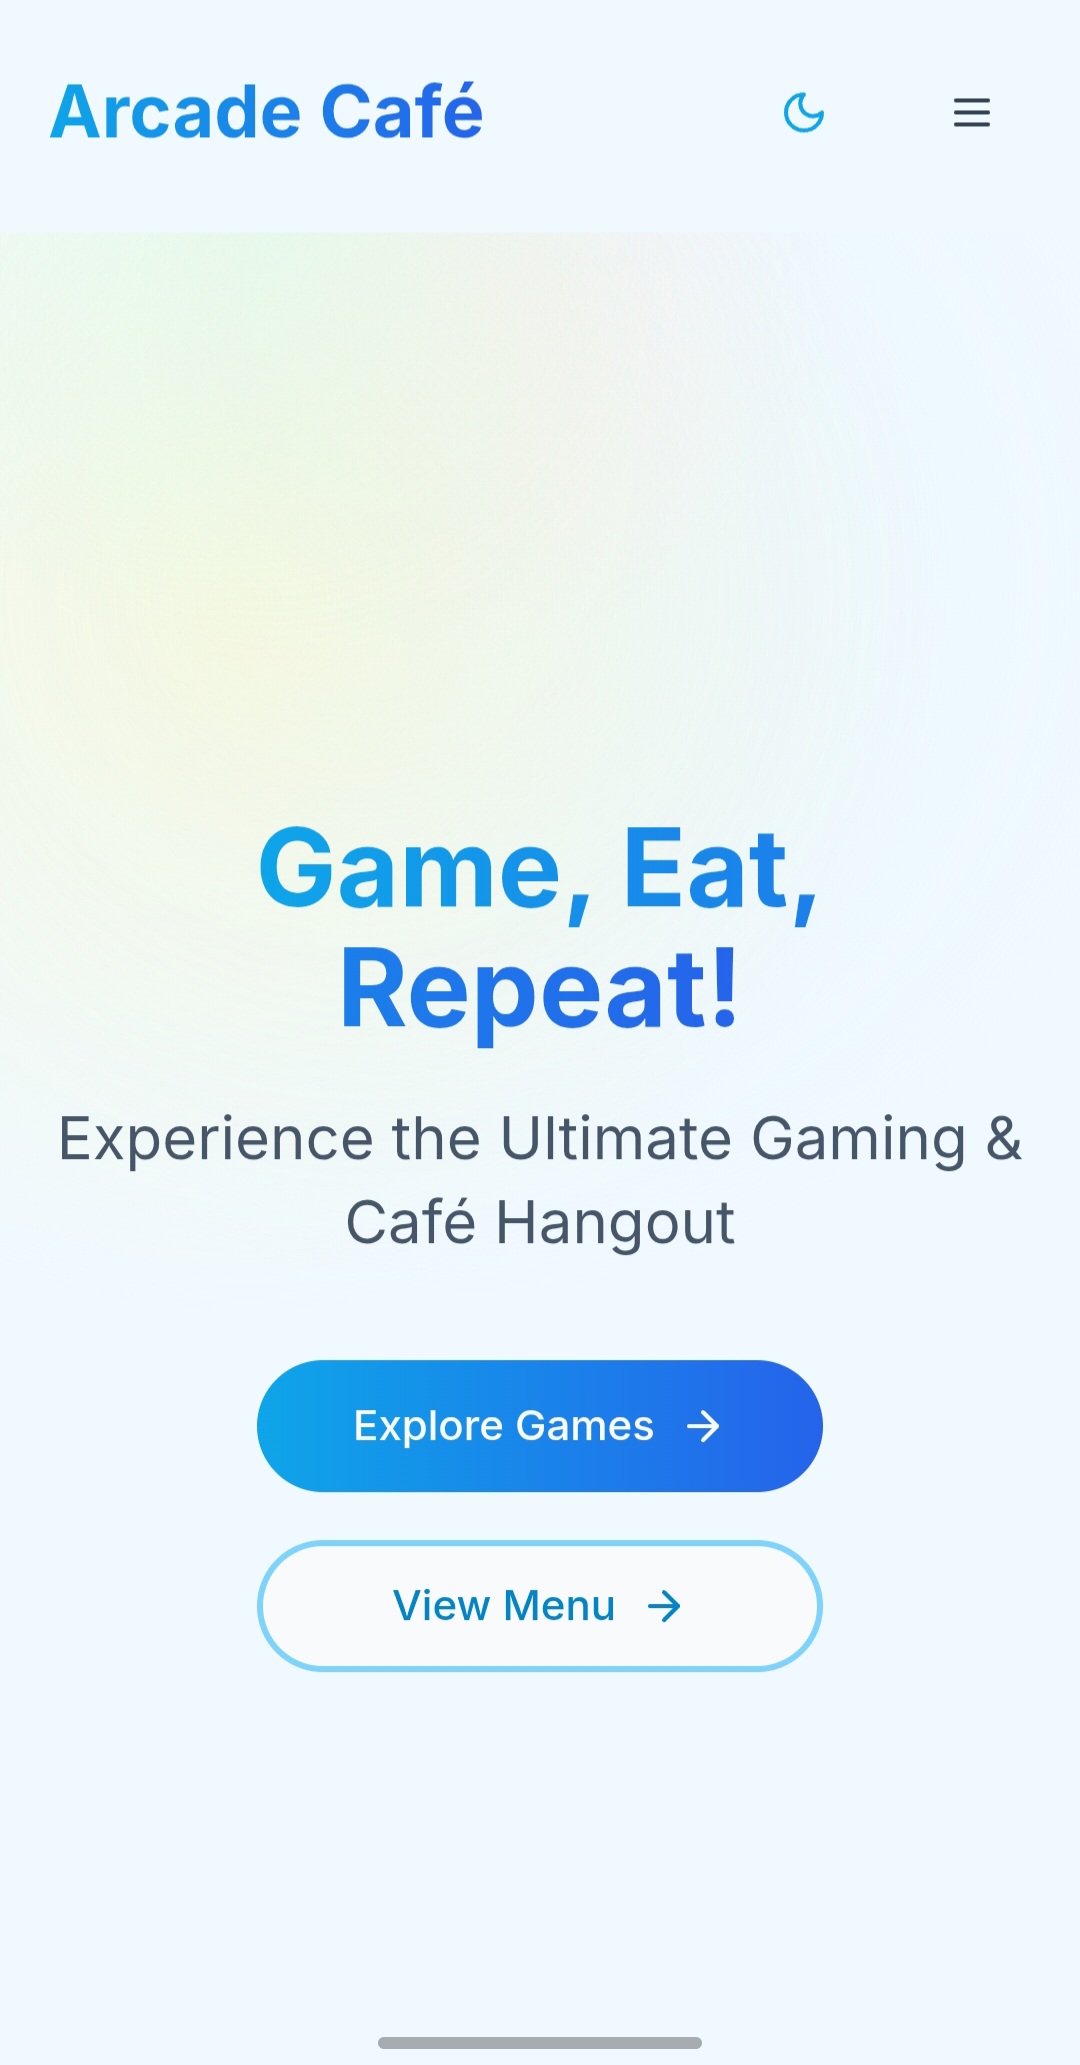 Arcade Café
Game, Eat,
Repeat!
Experience the Ultimate Gaming &
Café Hangout
Explore Games
View Menu